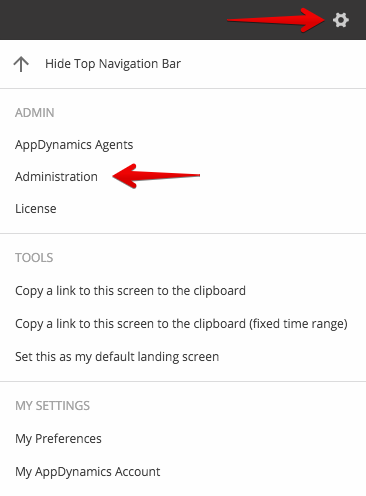 Hide Top Navigation Bar
ADMIN
AppDynamics Agents
Administration
License
TOOLS
Copy a link to this screen to the clipboard
Copy a link to this screen to the clipboard (fixed time range)
Set this as my default landing screen
MY SETTINGS
My Preferences
My AppDynamics Account